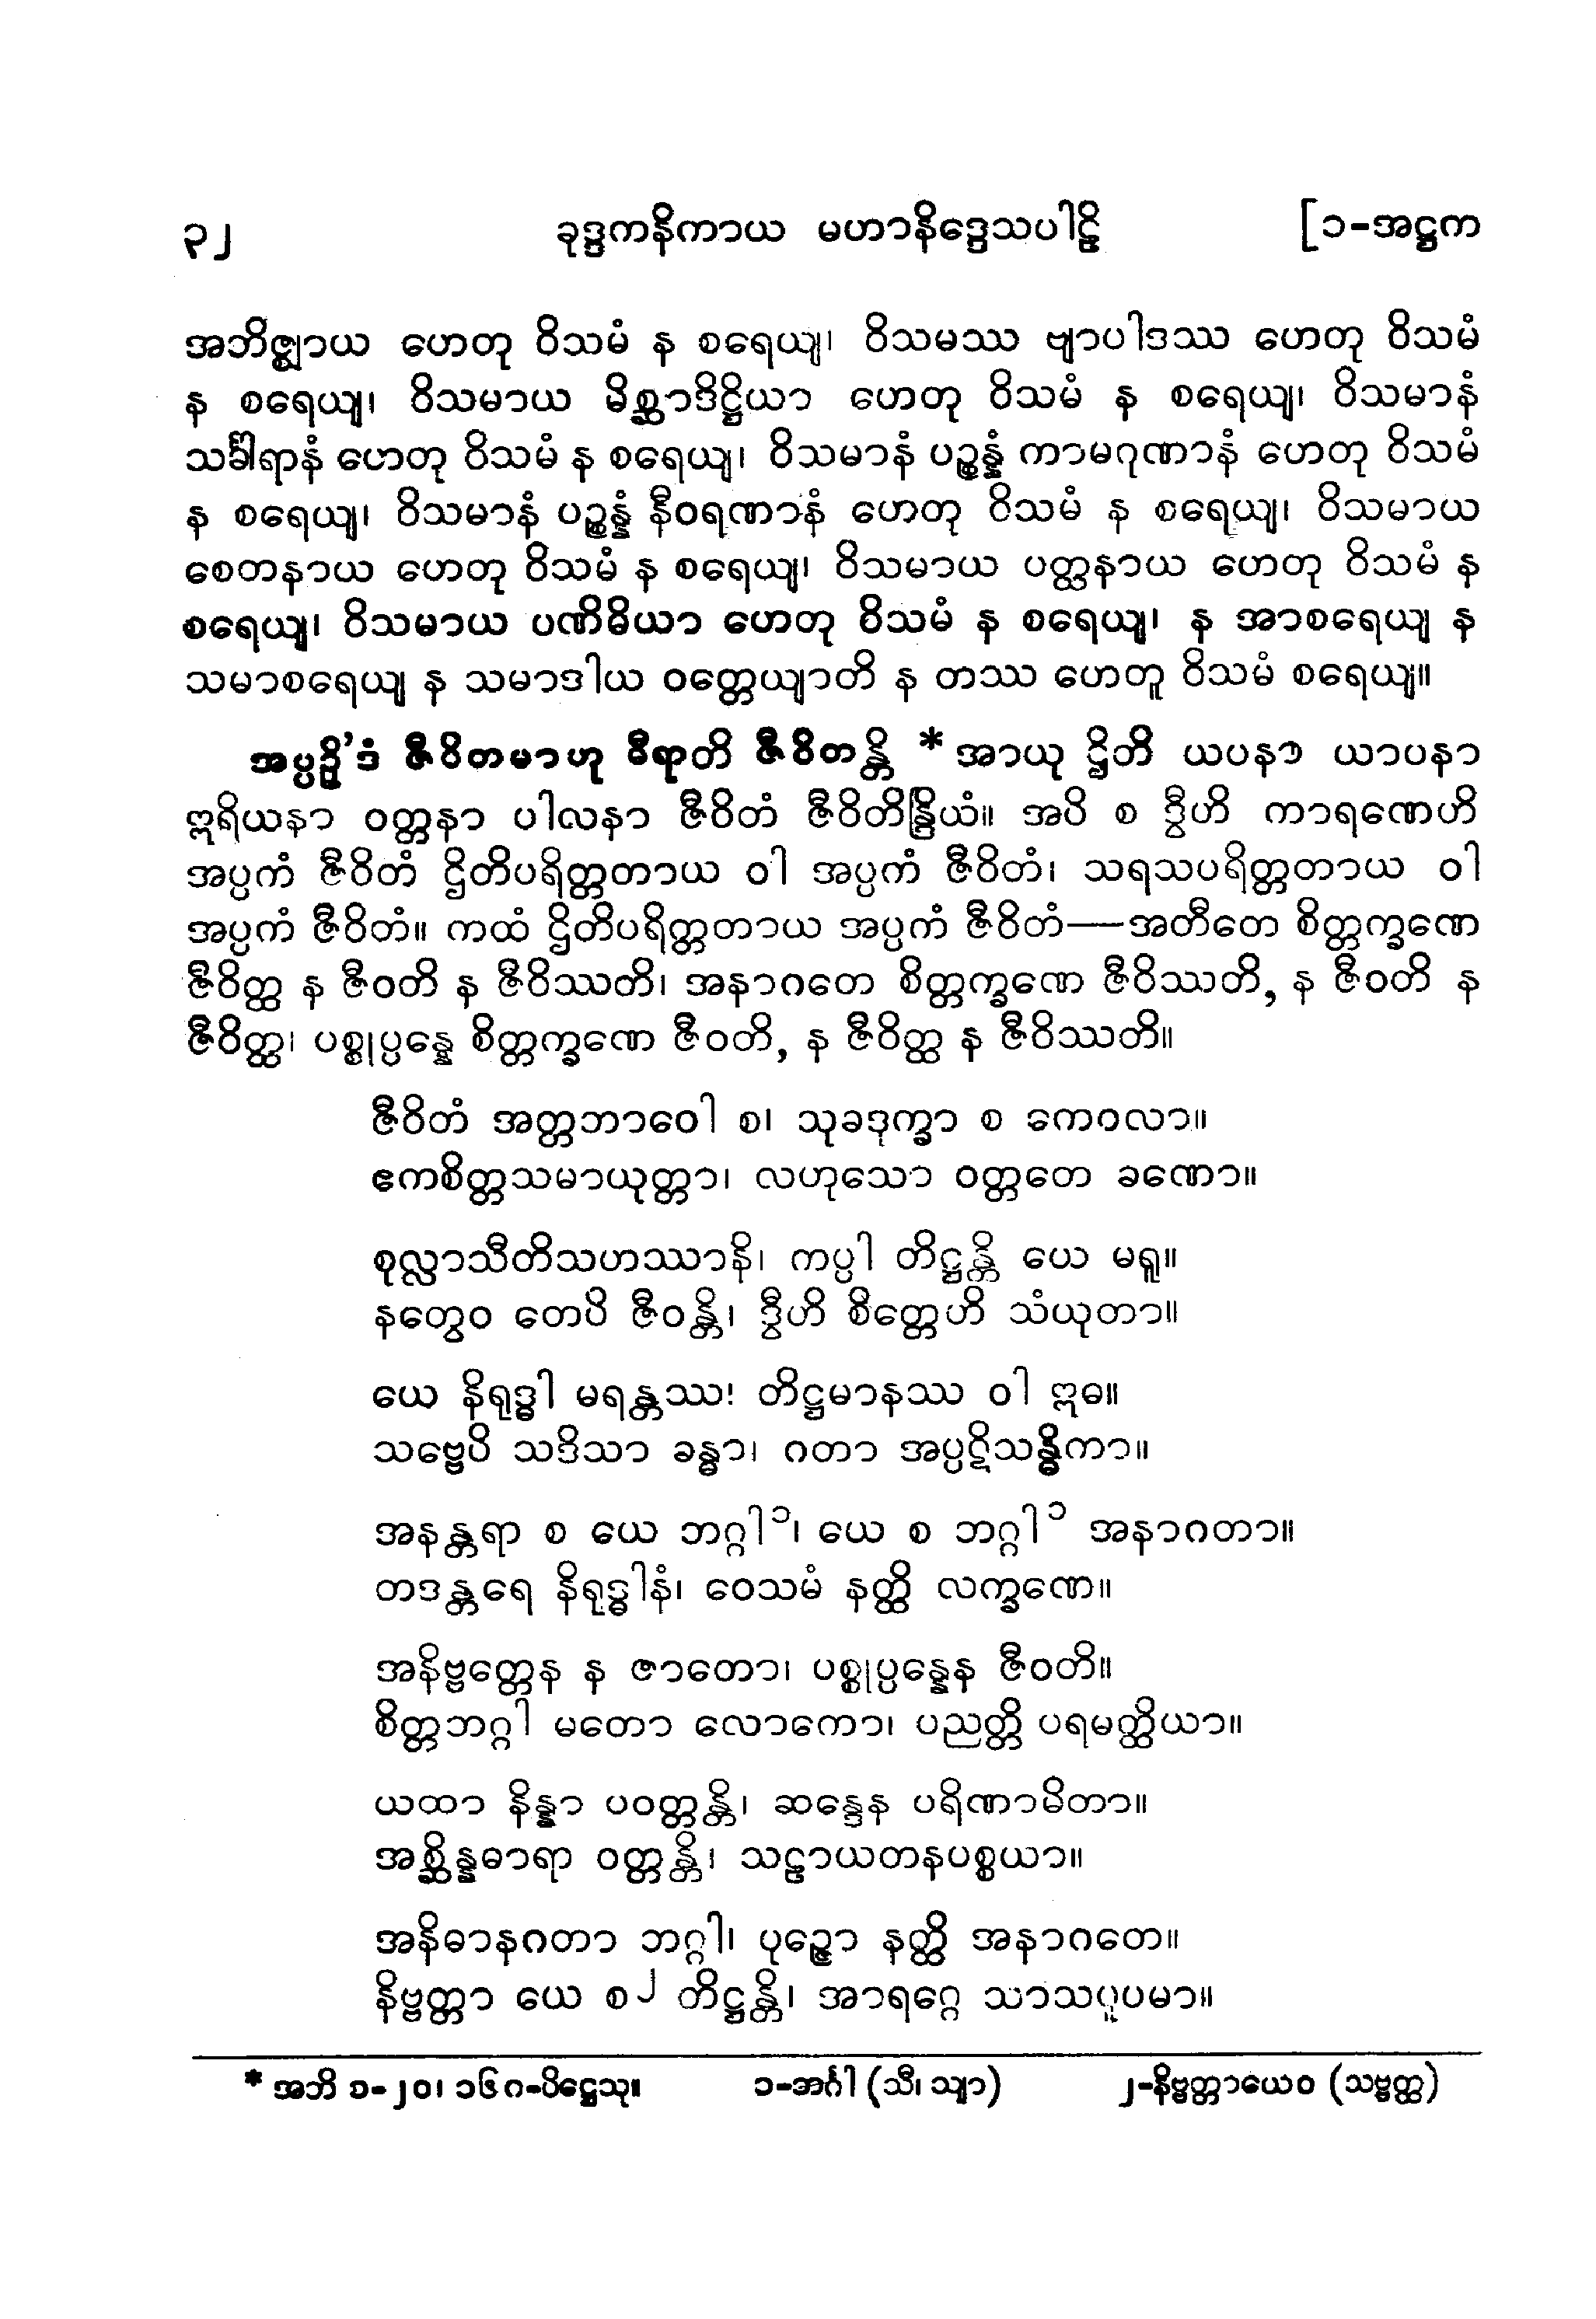 ၃၂ ခုဒ္ဒကနိကာယ မဟာနိဒ္ဒေသပါဠိ [၁-အဋ္ဌက
အဘိဇ္ဈာယ ဟေတု ဝိသမံ န စရေယျ၊ ဝိသမဿ ဗျာပါဒဿ ဟေတု ဝိသမံ
န စရေယျ၊ ဝိသမာယ မိစ္ဆာဒိဋ္ဌိယာ ဟေတု ဝိသမံ န စရေယျ၊ ဝိသမာနံ
သင်္ခါရာနံ ဟေတု ဝိသမံ န စရေယျ၊ ဝိသမာနံ ပဉ္စန္နံ ကာမဂုဏာနံ ဟေတု ဝိသမံ
န စရေယျ၊ ဝိသမာနံ ပဉ္စန္နံ နီဝရဏာနံ ဟေတု ဝိသမံ န စရေယျ၊ ဝိသမာယ
စေတနာယ ဟေတု ဝိသမံ န စရေယျ၊ ဝိသမာယ ပတ္ထနာယ ဟေတု ဝိသမံ န
စရေယျ၊ ဝိသမာယ ပဏိဓိယာ ဟေတု ဝိသမံ န စရေယျ၊ န အာစရေယျ န
သမာစရေယျ န သမာဒါယ ဝတ္တေယျာတိ န တဿ ဟေတူ ဝိသမံ စရေယျ။
အပ္ပဉှိ’ဒံ ဇီဝိတမာဟု ဓီရာတိ ဇီဝိတန္တိ * အာယု ဌိတိ ယပနာ ယာပနာ
ဣရိယနာ ဝတ္တနာ ပါလနာ ဇီဝိတံ ဇီဝိတိန္ဒြိယံ။ အပိ စ ဒွီဟိ ကာရဏေဟိ
အပ္ပကံ ဇီဝိတံ ဌိတိပရိတ္တတာယ ဝါ အပ္ပကံ ဇီဝိတံ၊ သရသပရိတ္တတာယ ဝါ
အပ္ပကံ ဇီဝိတံ။ ကထံ ဌိတိပရိတ္တတာယ အပ္ပကံ ဇီဝိတံ—အတီတေ စိတ္တက္ခဏေ
ဇီဝိတ္ထ န ဇီဝတိ န ဇီဝိဿတိ၊ အနာဂတေ စိတ္တက္ခဏေ ဇီဝိဿတိ, န ဇီဝတိ န
ဇီဝိတ္ထ၊ ပစ္စုပ္ပန္နေ စိတ္တက္ခဏေ ဇီဝတိ, န ဇီဝိတ္ထ န ဇီဝိဿတိ။
ဇီဝိတံ အတ္တဘာဝေါ စ၊ သုခဒုက္ခာ စ ကေဝလာ။
ဧကစိတ္တသမာယုတ္တာ၊ လဟုသော ဝတ္တတေ ခဏော။
စုလ္လာသီတိသဟဿာနိ၊ ကပ္ပါ တိဋ္ဌန္တိ ယေ မရူ။
နတွေဝ တေပိ ဇီဝန္တိ၊ ဒွီဟိ စိတ္တေဟိ သံယုတာ။
ယေ နိရုဒ္ဓါ မရန္တဿ၊ တိဋ္ဌမာနဿ ဝါ ဣဓ။
သဗ္ဗေပိ သဒိသာ ခန္ဓာ၊ ဂတာ အပ္ပဋိသန္ဓိကာ။
အနန္တရာ စ ယေ ဘဂ္ဂါ၁၊ ယေ စ ဘဂ္ဂါ၁ အနာဂတာ။
တဒန္တရေ နိရုဒ္ဓါနံ၊ ဝေသမံ နတ္ထိ လက္ခဏေ။
အနိဗ္ဗတ္တေန န ဇာတော၊ ပစ္စုပ္ပန္နေန ဇီဝတိ။
စိတ္တဘဂ္ဂါ မတော လောကော၊ ပညတ္တိ ပရမတ္ထိယာ။
ယထာ နိန္နာ ပဝတ္တန္တိ၊ ဆန္ဒေန ပရိဏာမိတာ။
အစ္ဆိန္နဓာရာ ဝတ္တန္တိ၊ သဠာယတနပစ္စယာ။
အနိဓာနဂတာ ဘဂ္ဂါ၊ ပုဉ္ဇော နတ္ထိ အနာဂတေ။
နိဗ္ဗတ္တာ ယေ စ၂ တိဋ္ဌန္တိ၊ အာရဂ္ဂေ သာသပူပမာ။
* အဘိ ၁-၂၀၊ ၁၆ဂ-ပိဋ္ဌေသု။ ၁-ဘင်္ဂါ (သီ၊ သျာ) ၂-နိဗ္ဗတ္တာယေဝ (သဗ္ဗတ္ထ)